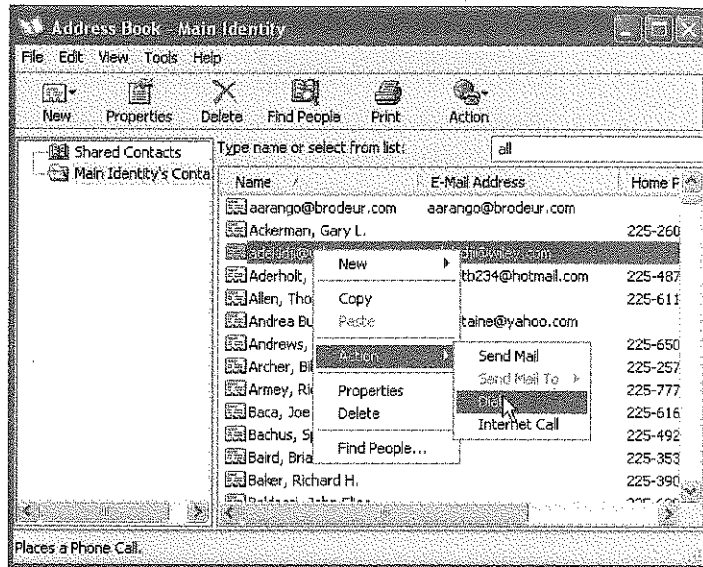 Address Book - Main Identity
File Edit View Tools Help
New Properties Delete Find People Print Action
Shared Contacts
Main Identity's Conta
Type name or select from list: all
Name E-Mail Address Home P
aarango@brodeur.com aarango@brodeur.com
Ackerman, Gary L. 225-260
Aderholt, tb234@hotmail.com 225-487
Allen, Tho 225-611
Andrea Bu taine@yahoo.com
Andrews, 225-650
Archer, Bil 225-257
Armey, Ri 225-777
Baca, Joe 225-616
Bachus, Sp 225-492
Baird, Bria 225-353
Baker, Richard H. 225-390
New
Copy
Paste
Action
Properties
Delete
Find People...
Send Mail
Send Mail To
Dial
Internet Call
Places a Phone Call.